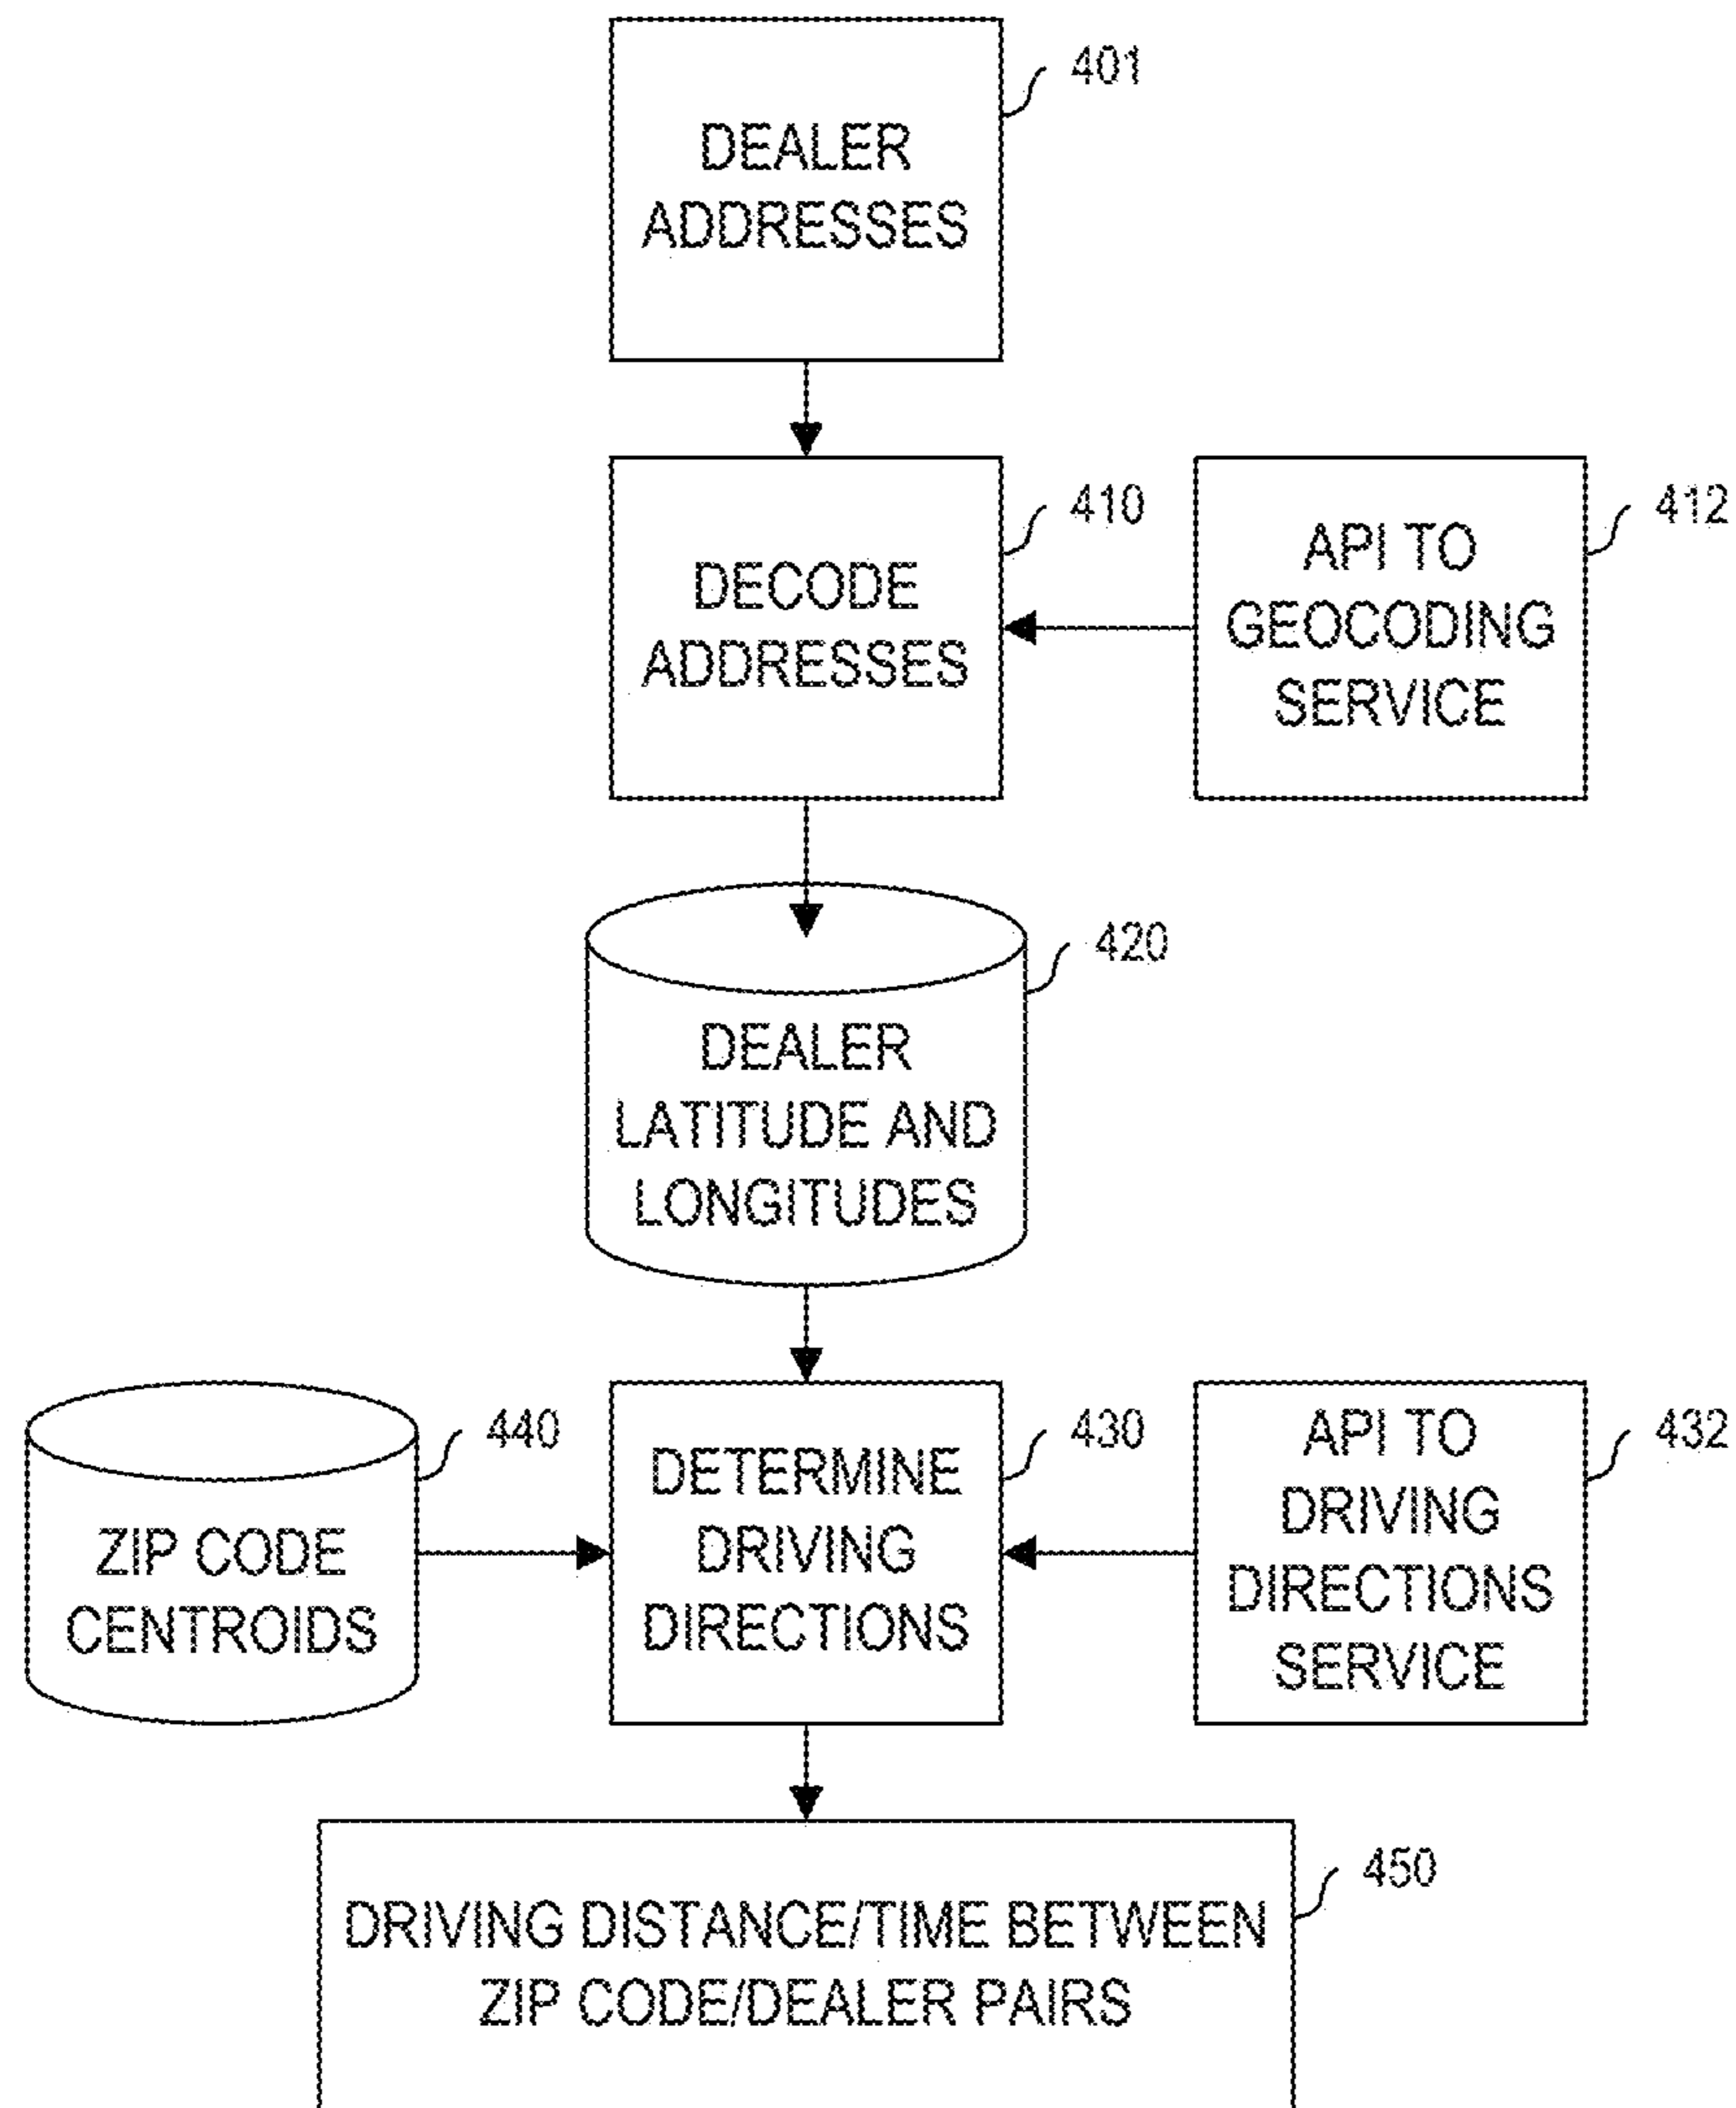 401
DEALER
ADDRESSES
410
DECODE
ADDRESSES
412
API TO
GEOCODING
SERVICE
420
DEALER
LATITUDE AND
LONGITUDES
440
ZIP CODE
CENTROIDS
430
DETERMINE
DRIVING
DIRECTIONS
432
API TO
DRIVING
DIRECTIONS
SERVICE
450
DRIVING DISTANCE/TIME BETWEEN
ZIP CODE/DEALER PAIRS